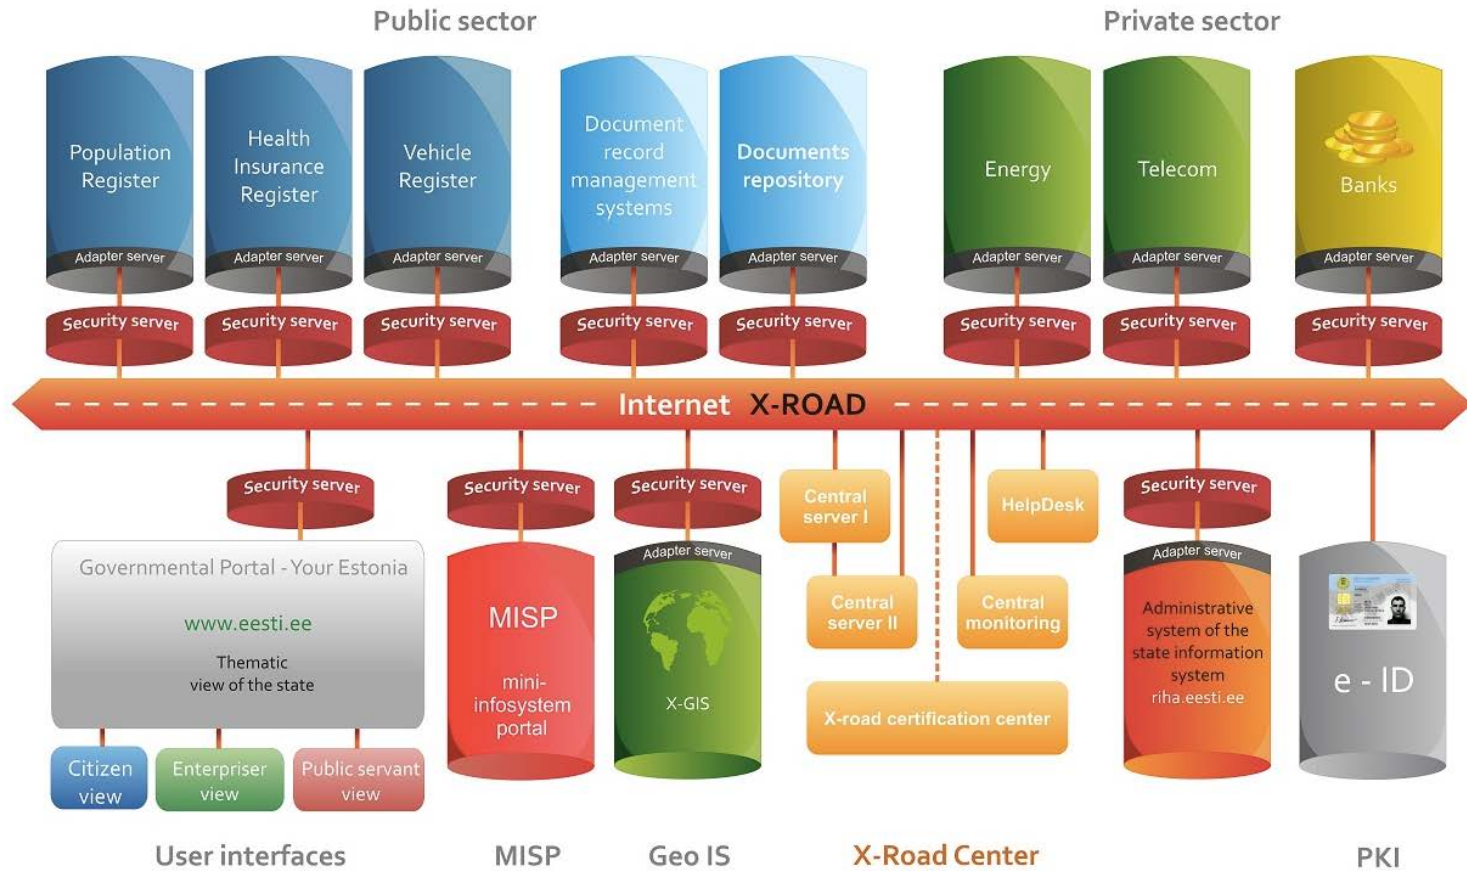 Public sector
Private sector
Population
Register
Adapter server
Security server
Health
Insurance
Register
Adapter server
Security server
Vehicle
Register
Adapter server
Security server
Document
record
management
systems
Adapter server
Security server
Documents
repository
Adapter server
Security server
Energy
Adapter server
Security server
Telecom
Adapter server
Security server
Banks
Adapter server
Security server
Internet X-ROAD
Security server
Governmental Portal - Your Estonia
www.eesti.ee
Thematic
view of the state
Citizen
view
Enterpriser
view
Public servant
view
Security server
MISP
mini-
infosystem
portal
Security server
Adapter server
X-GIS
Central
server I
Central
server II
HelpDesk
Central
monitoring
X-road certification center
Security server
Adapter server
Administrative
system of the
state information
system
riha.eesti.ee
e - ID
User interfaces
MISP
Geo IS
X-Road Center
PKI